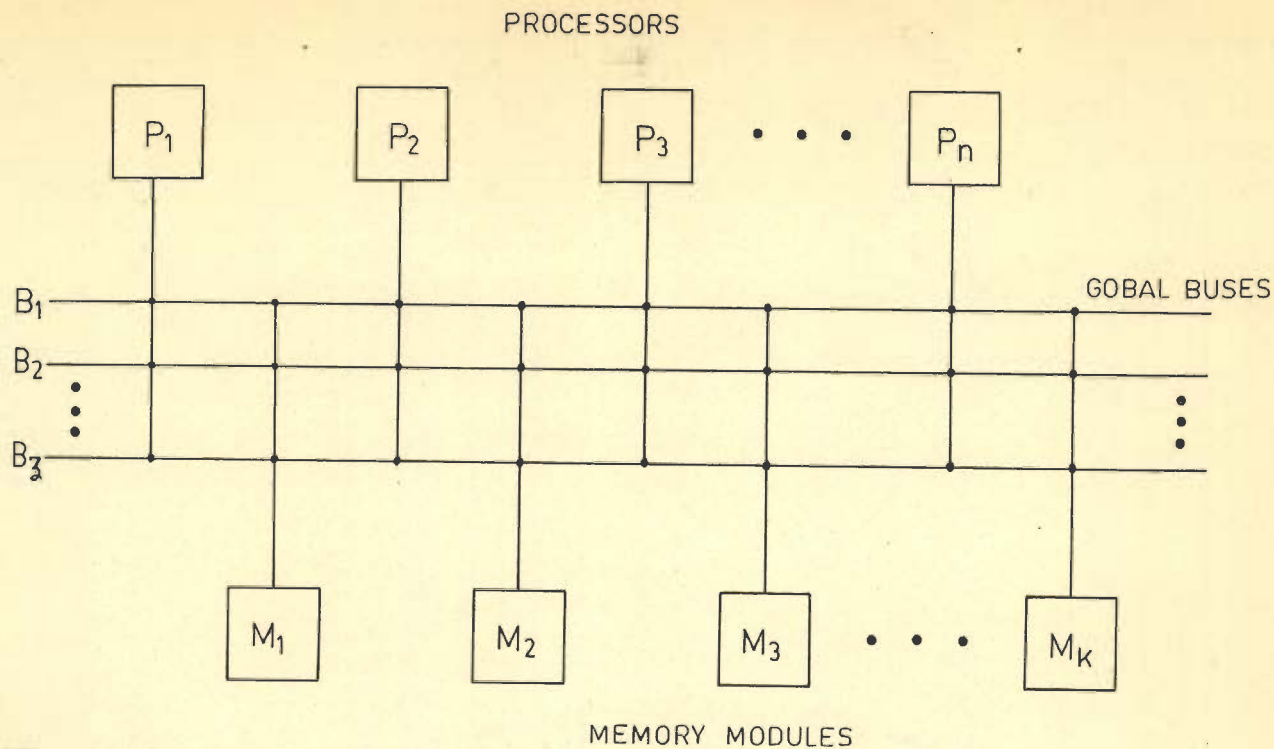 PROCESSORS
P₁ P₂ P₃ • • • Pₙ
B₁ GOBAL BUSES
B₂
M₁ M₂ M₃ • • • Mₖ
MEMORY MODULES